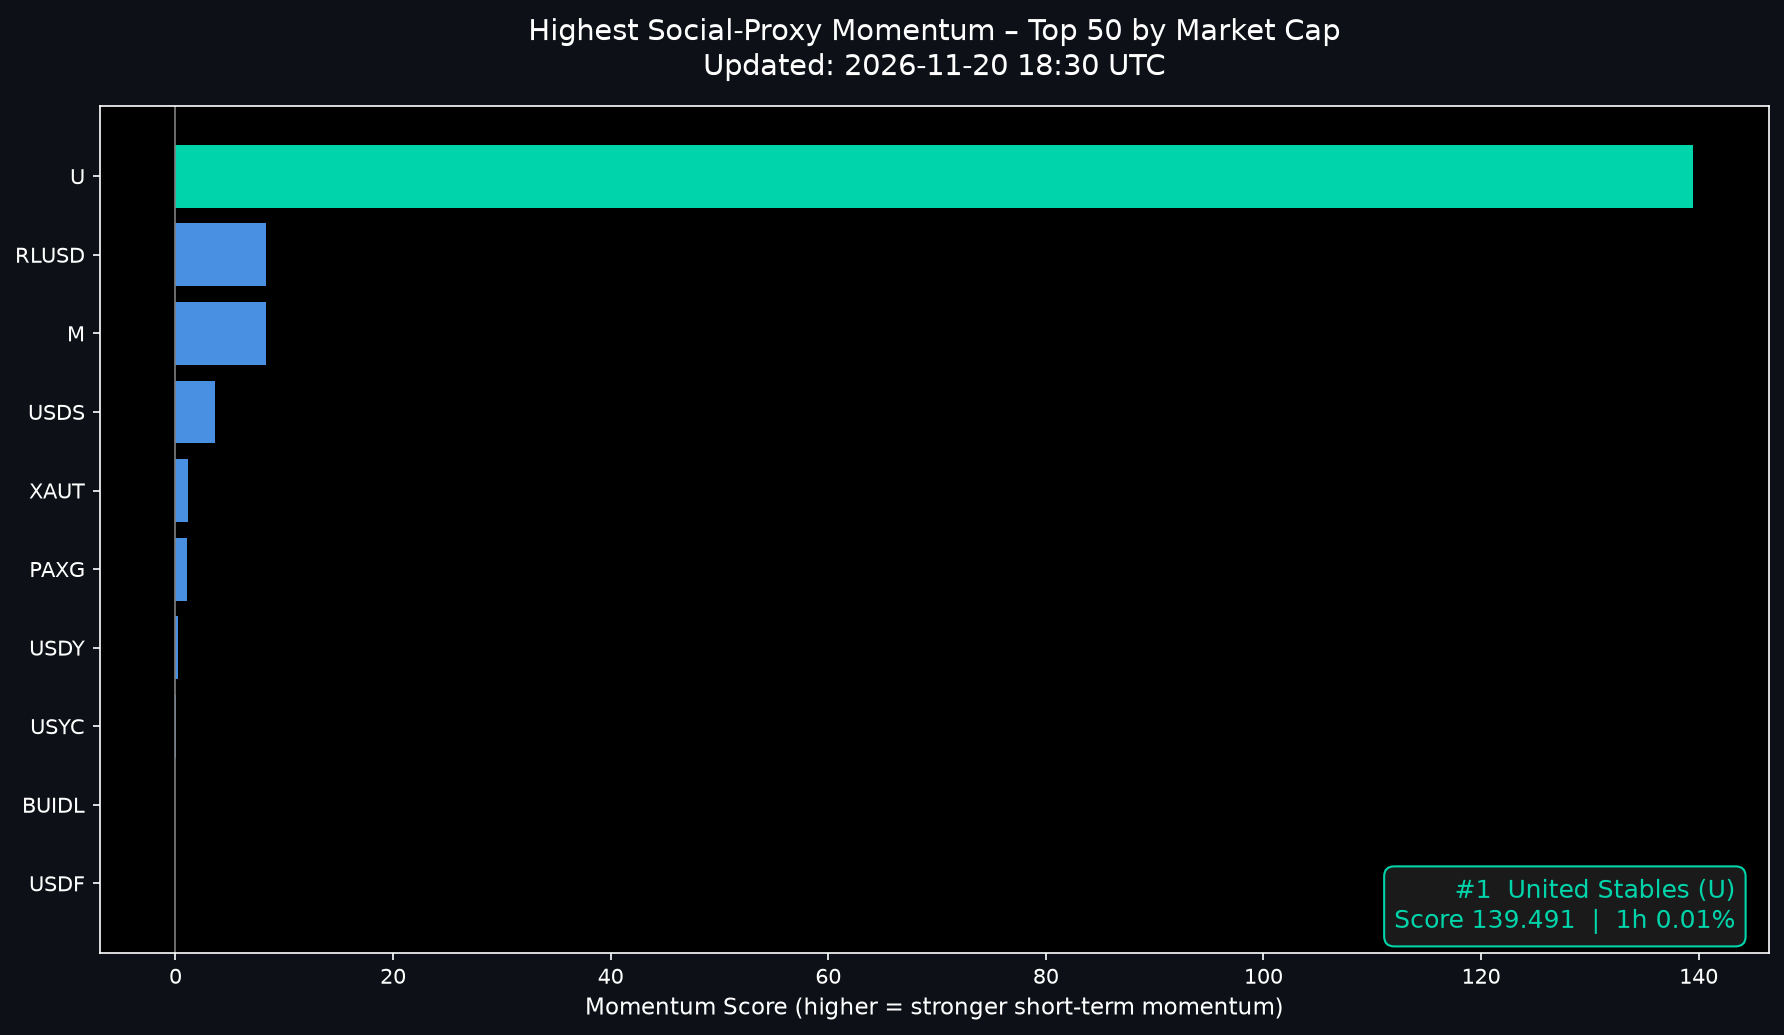 Highest Social-Proxy Momentum – Top 50 by Market Cap
Updated: 2026-11-20 18:30 UTC
U
RLUSD
M
USDS
XAUT
PAXG
USDY
USYC
BUIDL
USDF
#1 United Stables (U)
Score 139.491 | 1h 0.01%
0 20 40 60 80 100 120 140
Momentum Score (higher = stronger short-term momentum)